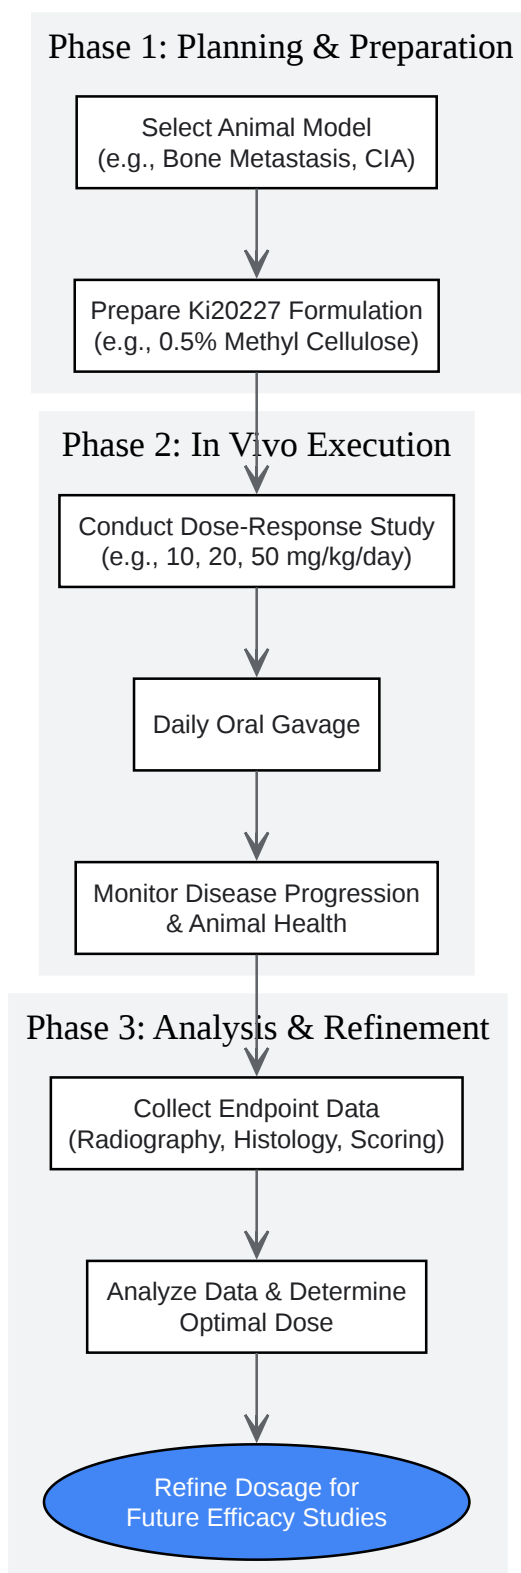 Phase 1: Planning & Preparation
Select Animal Model
(e.g., Bone Metastasis, CIA)
Prepare Ki20227 Formulation
(e.g., 0.5% Methyl Cellulose)
Phase 2: In Vivo Execution
Conduct Dose-Response Study
(e.g., 10, 20, 50 mg/kg/day)
Daily Oral Gavage
Monitor Disease Progression
& Animal Health
Phase 3: Analysis & Refinement
Collect Endpoint Data
(Radiography, Histology, Scoring)
Analyze Data & Determine
Optimal Dose
Refine Dosage for
Future Efficacy Studies